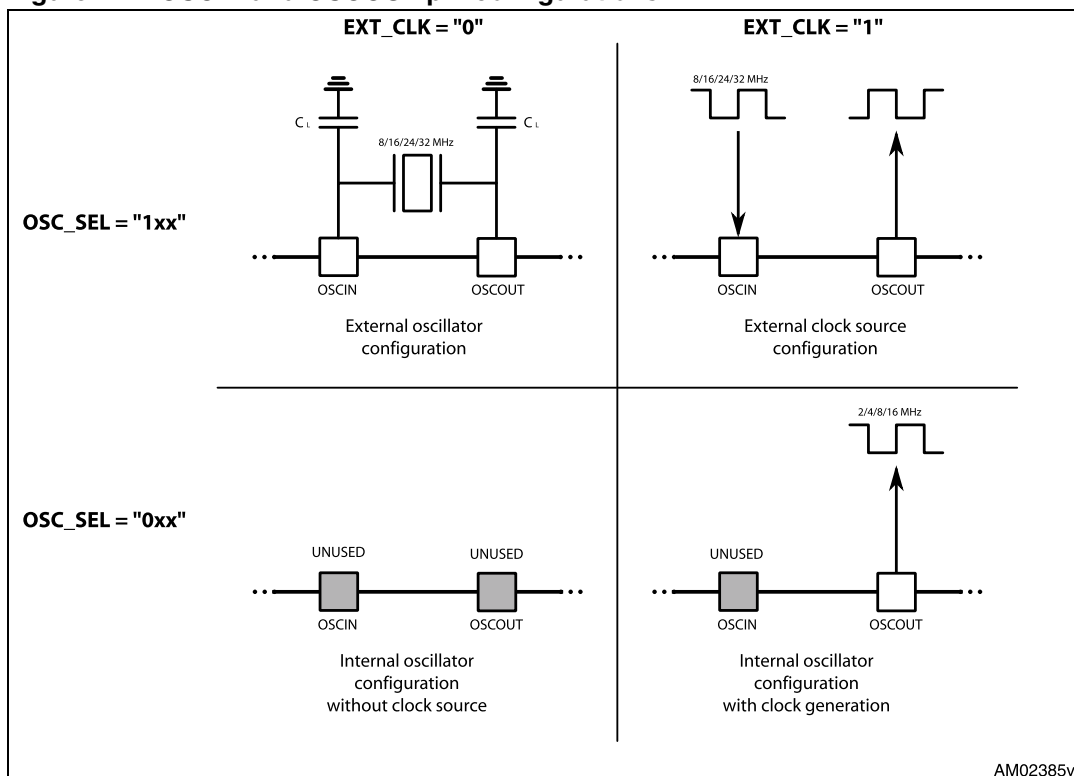 EXT_CLK = "0"
EXT_CLK = "1"
OSC_SEL = "1xx"
C L
C L
8/16/24/32 MHz
OSCIN
OSCOUT
External oscillator
configuration
8/16/24/32 MHz
OSCIN
OSCOUT
External clock source
configuration
OSC_SEL = "0xx"
UNUSED
UNUSED
OSCIN
OSCOUT
Internal oscillator
configuration
without clock source
2/4/8/16 MHz
UNUSED
OSCIN
OSCOUT
Internal oscillator
configuration
with clock generation
AM02385v